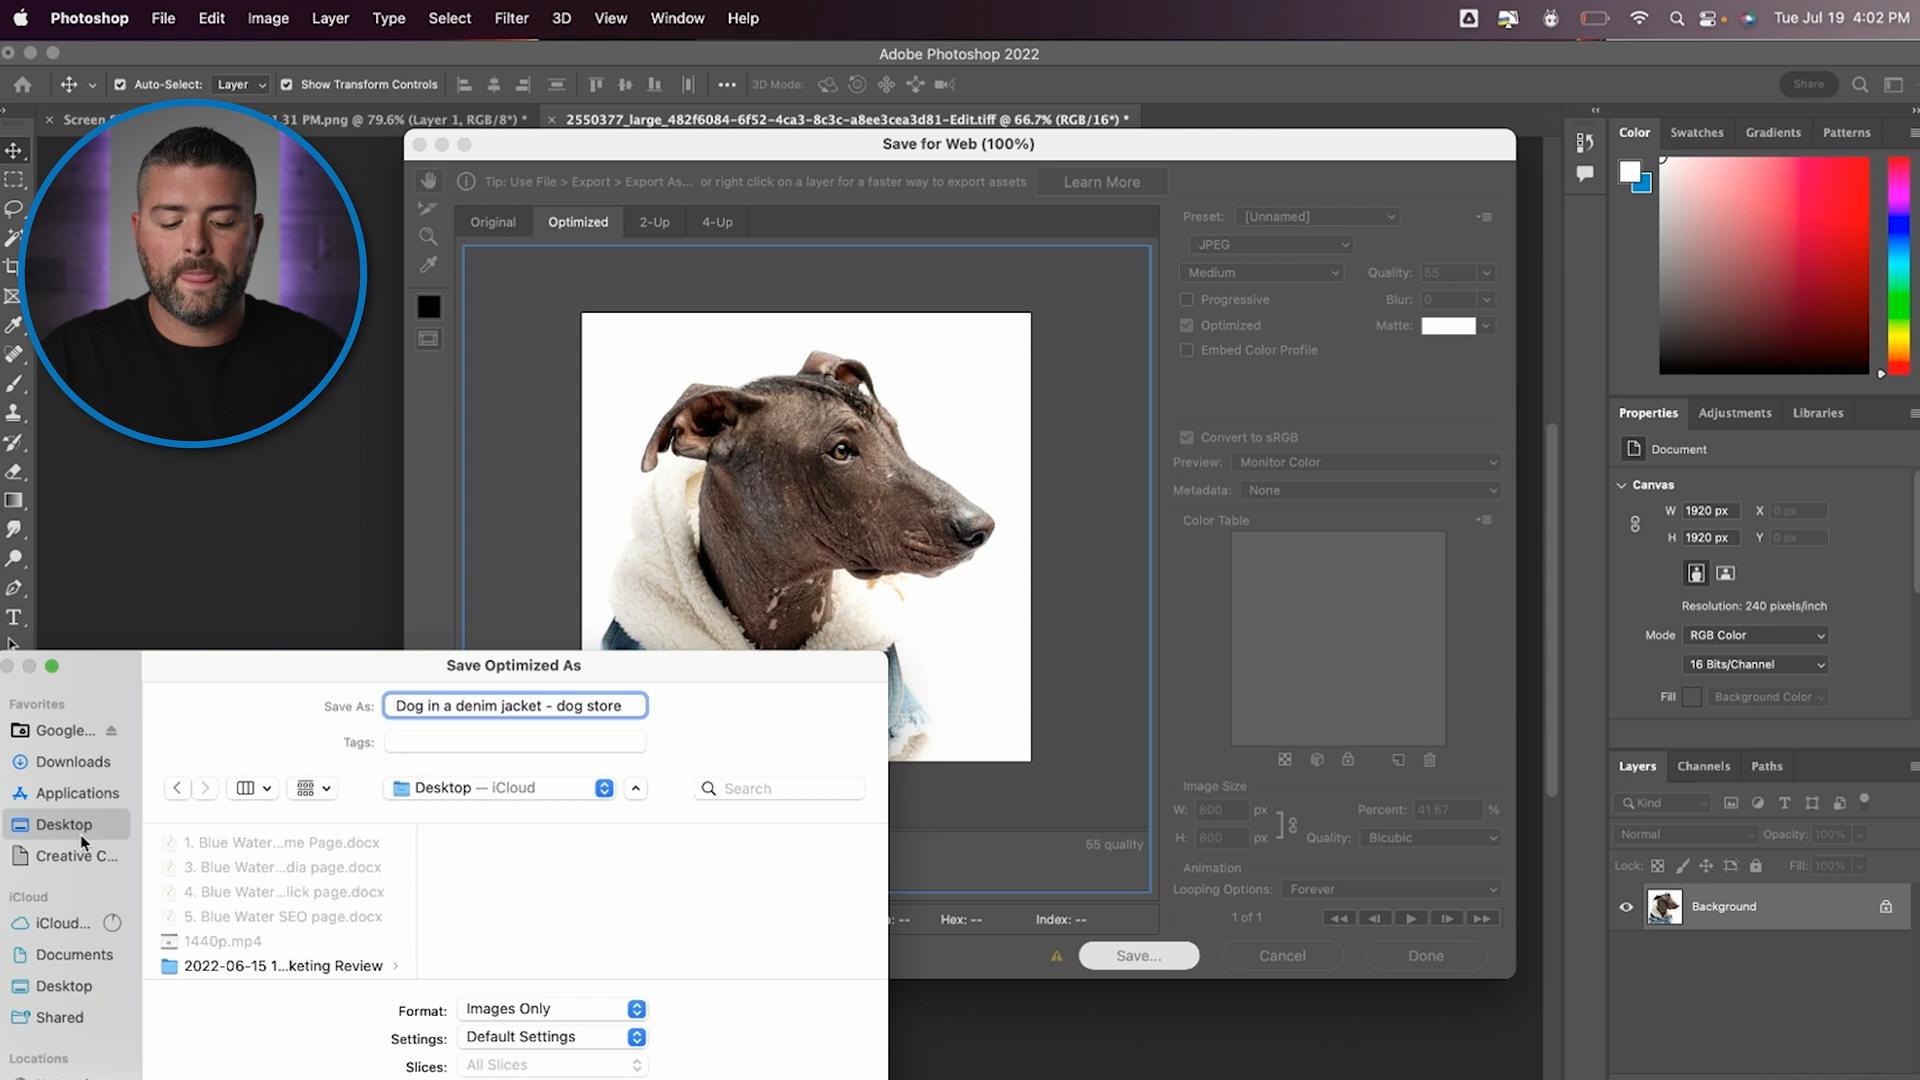 Photoshop File Edit Image Layer Type Select Filter 3D View Window Help
Tue Jul 19 4:02 PM
Adobe Photoshop 2022
Auto-Select: Layer Show Transform Controls
3D Mode:
Share
Screen
1.31 PM.png @ 79.6% (Layer 1, RGB/8*) *
2550377_large_482f6084-6f52-4ca3-8c3c-a8ee3cea3d81-Edit.tiff @ 66.7% (RGB/16*) *
Save for Web (100%)
Tip: Use File > Export > Export As... or right click on a layer for a faster way to export assets
Learn More
Original Optimized 2-Up 4-Up
Preset: [Unnamed]
JPEG
Medium
Quality: 55
Progressive
Blur: 0
Optimized
Matte:
Embed Color Profile
Convert to sRGB
Preview: Monitor Color
Metadata: None
Color Table
Image Size
W: 800 px
Percent: 41.67 %
H: 800 px
Quality: Bicubic
Animation
Looping Options: Forever
1 of 1
55 quality
Hex: --
Index: --
Save...
Cancel
Done
Color Swatches Gradients Patterns
Properties Adjustments Libraries
Document
Canvas
W 1920 px X 0 px
H 1920 px Y 0 px
Resolution: 240 pixels/inch
Mode RGB Color
16 Bits/Channel
Fill Background Color
Layers Channels Paths
Kind
Normal Opacity: 100%
Lock: Fill: 100%
Background
Save Optimized As
Save As: Dog in a denim jacket - dog store
Tags:
Desktop — iCloud
Search
Favorites
Google...
Downloads
Applications
Desktop
Creative C...
iCloud
iCloud...
Documents
Desktop
Shared
Locations
1. Blue Water...me Page.docx
3. Blue Water...dia page.docx
4. Blue Water...lick page.docx
5. Blue Water SEO page.docx
1440p.mp4
2022-06-15 1...keting Review
Format: Images Only
Settings: Default Settings
Slices: All Slices